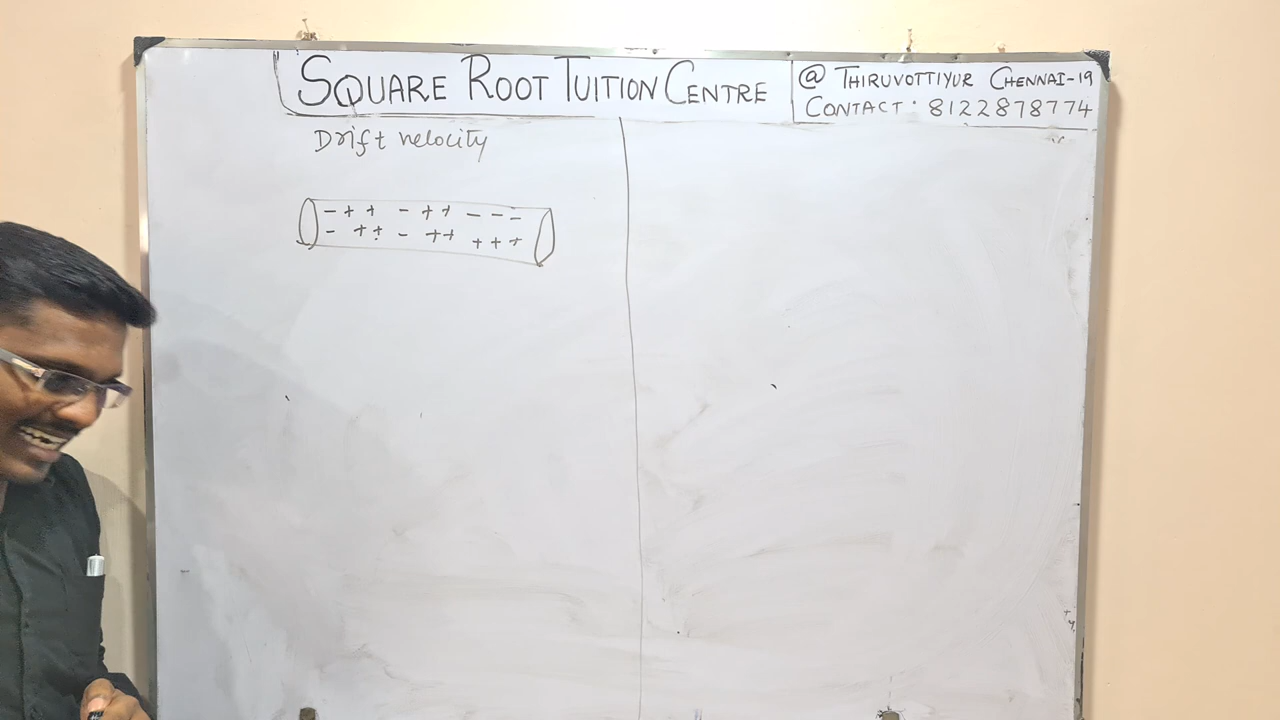 SQUARE ROOT TUITION CENTRE
@ THIRUVOTTIYUR CHENNAI-19
CONTACT: 8122878774
Drift velocity
- + + - + + - - -
- + + - + + + + +